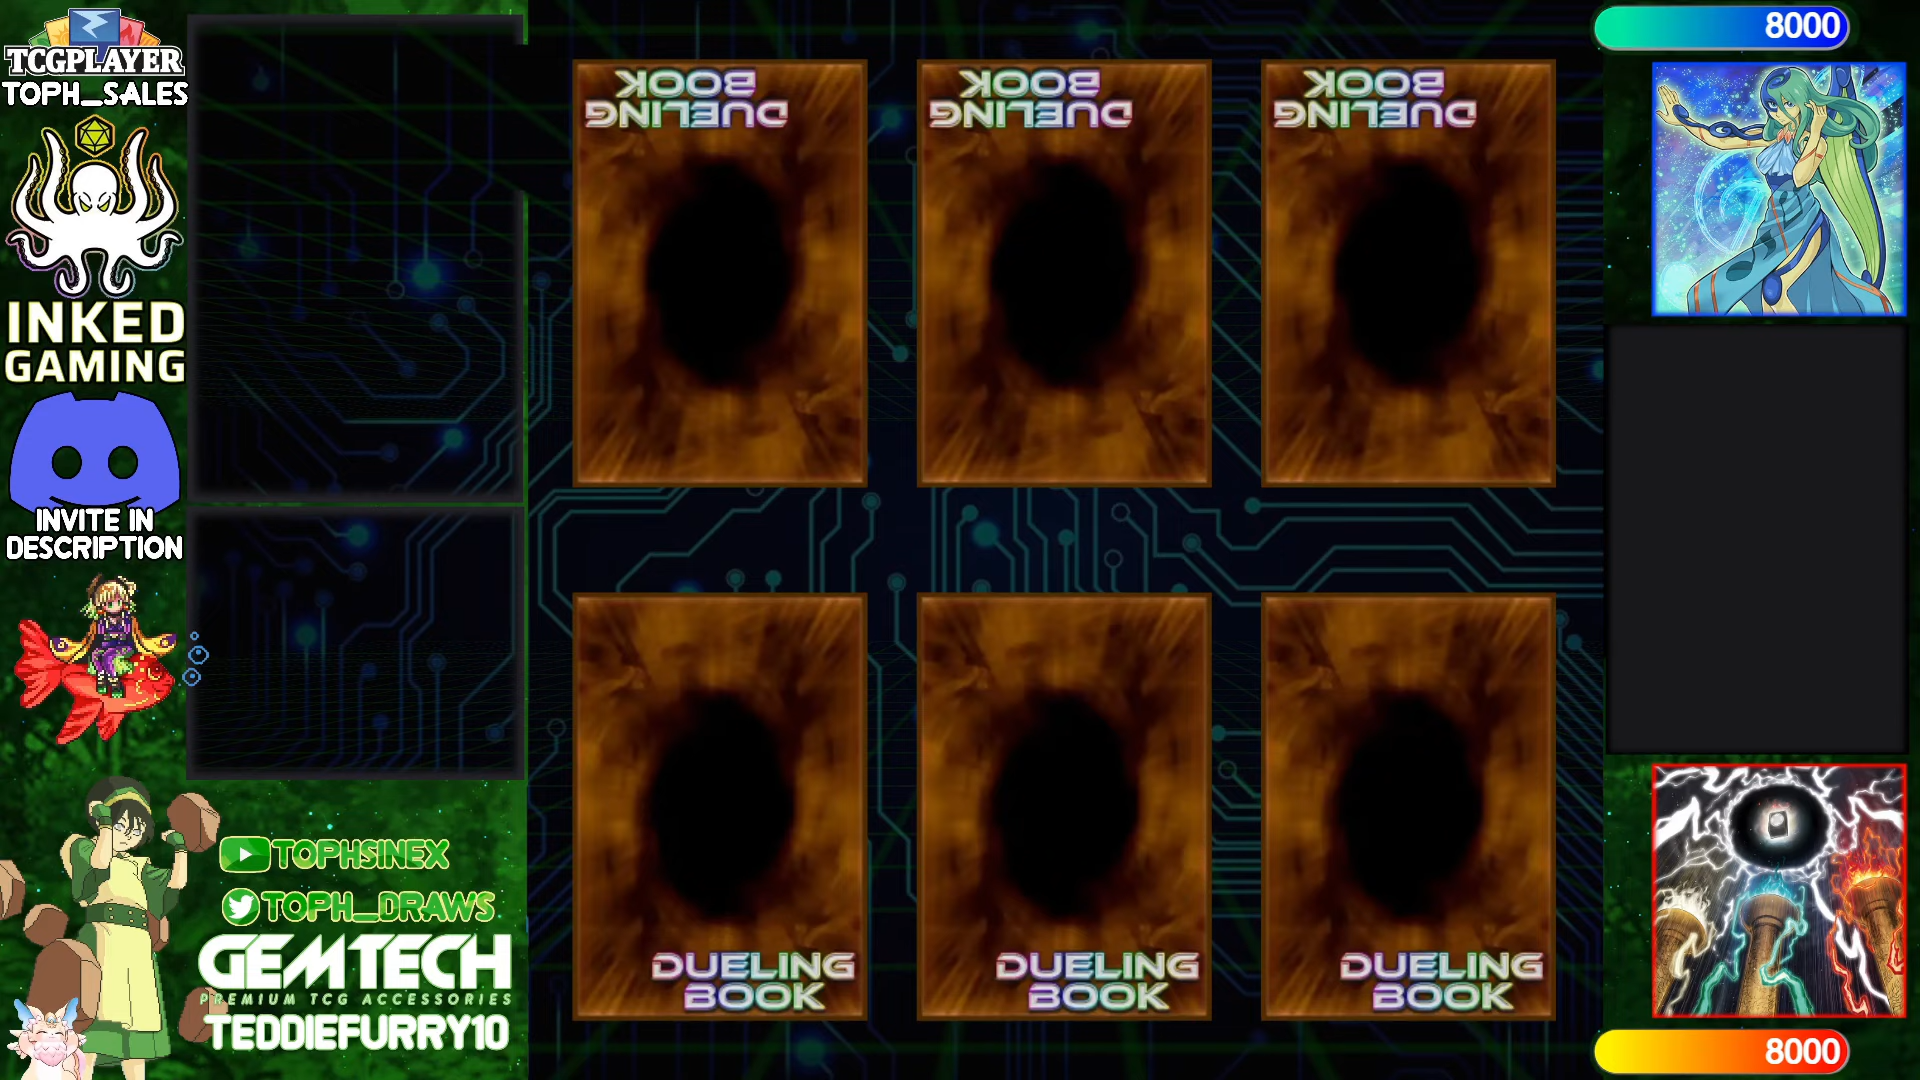 TCGPLAYER
TOPH_SALES
INKED
GAMING
INVITE IN
DESCRIPTION
DUELING
BOOK
DUELING
BOOK
DUELING
BOOK
DUELING
BOOK
DUELING
BOOK
DUELING
BOOK
TOPHSINEX
TOPH_DRAWS
GEMTECH
PREMIUM TCG ACCESSORIES
TEDDIEFURRY10
8000
8000